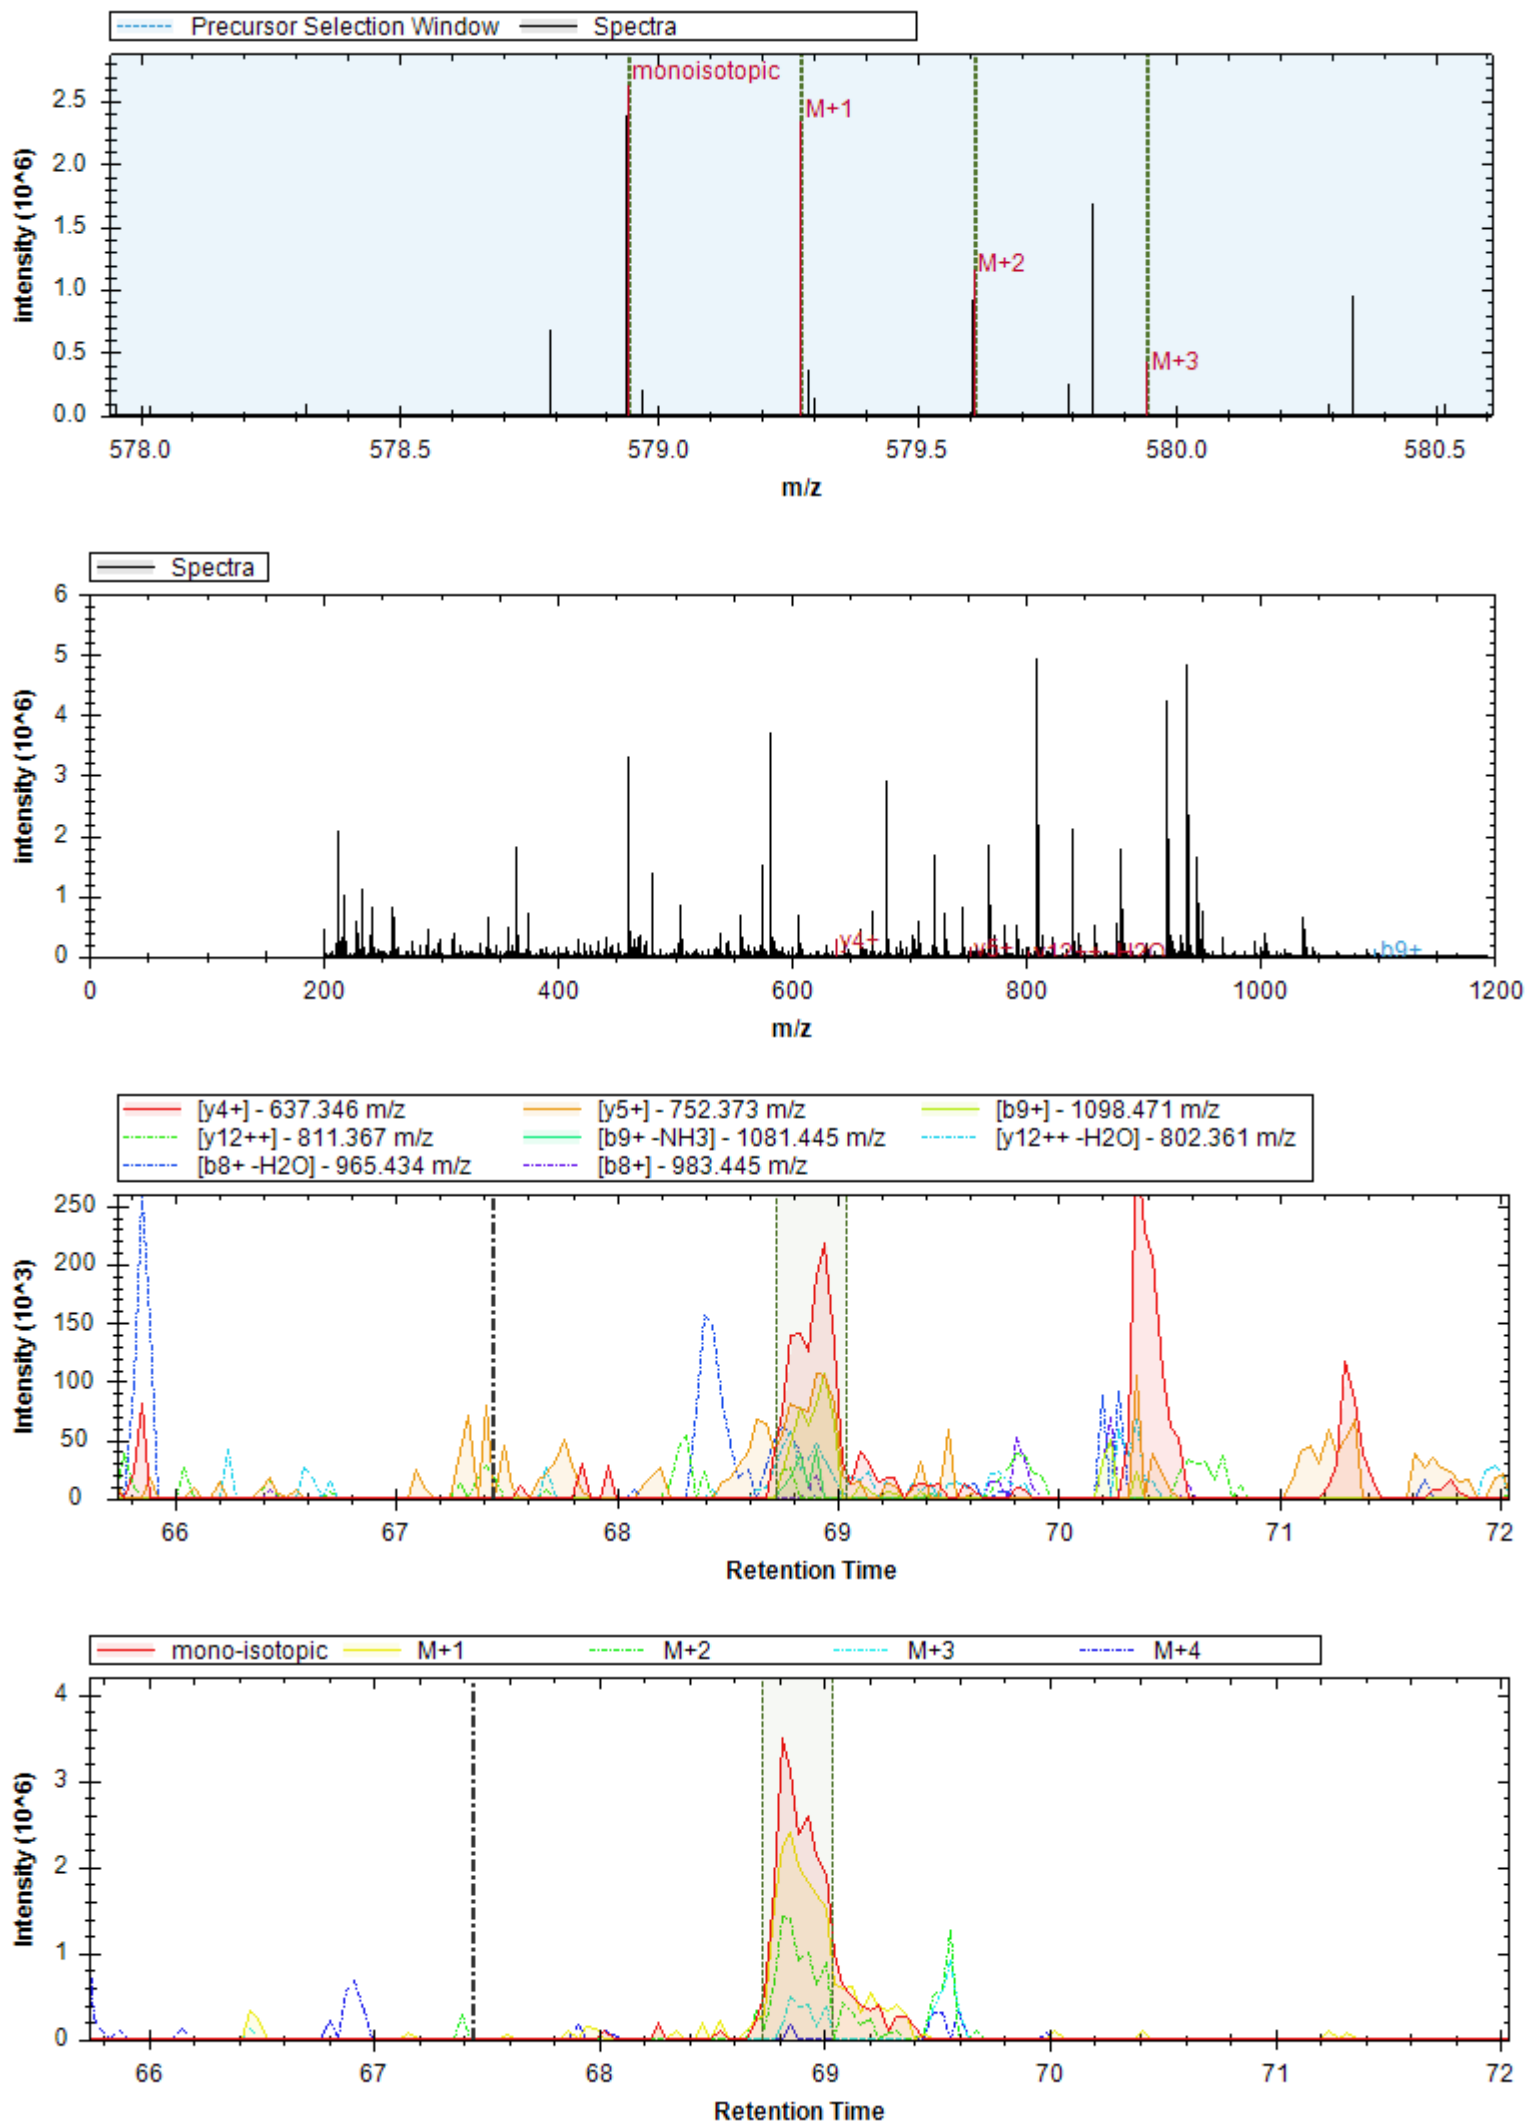 Precursor Selection Window Spectra
monoisotopic
M+1
M+2
M+3
2.5
2.0
1.5
1.0
0.5
0.0
intensity (10^6)
578.0 578.5 579.0 579.5 580.0 580.5
m/z
Spectra
6
5
4
3
2
1
0
intensity (10^6)
y4+ y5+ y12++ -H2O b9+
0 200 400 600 800 1000 1200
m/z
[y4+] - 637.346 m/z [y5+] - 752.373 m/z [b9+] - 1098.471 m/z
[y12++] - 811.367 m/z [b9+ -NH3] - 1081.445 m/z [y12++ -H2O] - 802.361 m/z
[b8+ -H2O] - 965.434 m/z [b8+] - 983.445 m/z
250
200
150
100
50
0
Intensity (10^3)
66 67 68 69 70 71 72
Retention Time
mono-isotopic M+1 M+2 M+3 M+4
4
3
2
1
0
Intensity (10^6)
66 67 68 69 70 71 72
Retention Time